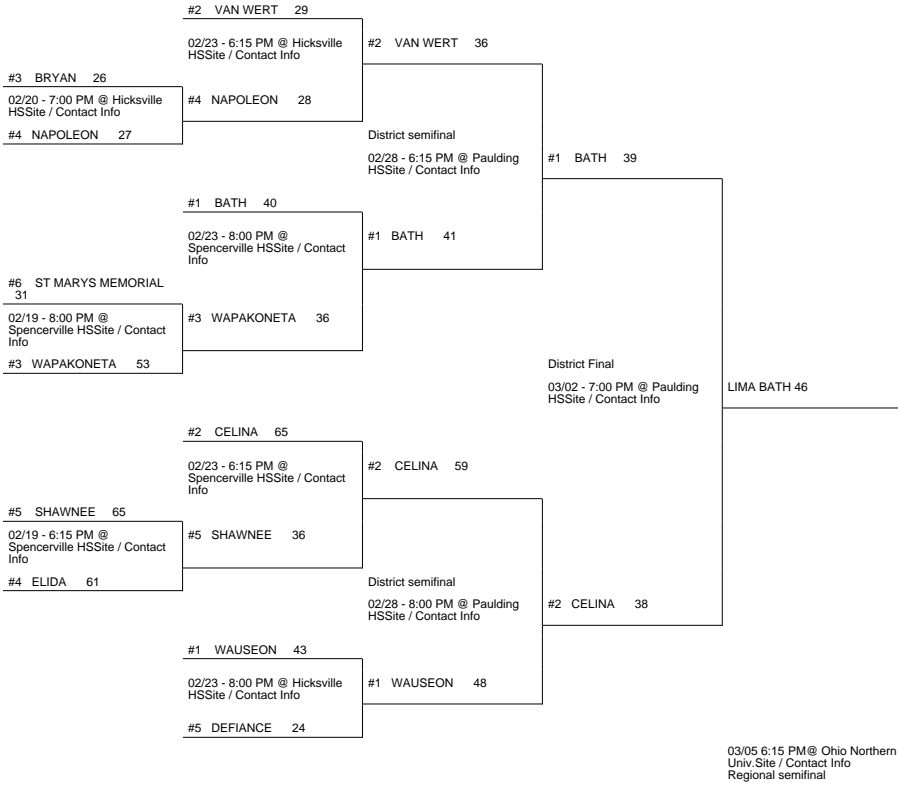 #2 VAN WERT 29
02/23 - 6:15 PM @ Hicksville
HSSite / Contact Info
#2 VAN WERT 36
#3 BRYAN 26
02/20 - 7:00 PM @ Hicksville
HSSite / Contact Info
#4 NAPOLEON 28
#4 NAPOLEON 27
District semifinal
02/28 - 6:15 PM @ Paulding
HSSite / Contact Info
#1 BATH 39
#1 BATH 40
02/23 - 8:00 PM @
Spencerville HSSite / Contact
Info
#1 BATH 41
#6 ST MARYS MEMORIAL
31
02/19 - 8:00 PM @
Spencerville HSSite / Contact
Info
#3 WAPAKONETA 36
#3 WAPAKONETA 53
District Final
03/02 - 7:00 PM @ Paulding
HSSite / Contact Info
LIMA BATH 46
#2 CELINA 65
02/23 - 6:15 PM @
Spencerville HSSite / Contact
Info
#2 CELINA 59
#5 SHAWNEE 65
02/19 - 6:15 PM @
Spencerville HSSite / Contact
Info
#5 SHAWNEE 36
#4 ELIDA 61
District semifinal
02/28 - 8:00 PM @ Paulding
HSSite / Contact Info
#2 CELINA 38
#1 WAUSEON 43
02/23 - 8:00 PM @ Hicksville
HSSite / Contact Info
#1 WAUSEON 48
#5 DEFIANCE 24
03/05 6:15 PM@ Ohio Northern
Univ.Site / Contact Info
Regional semifinal